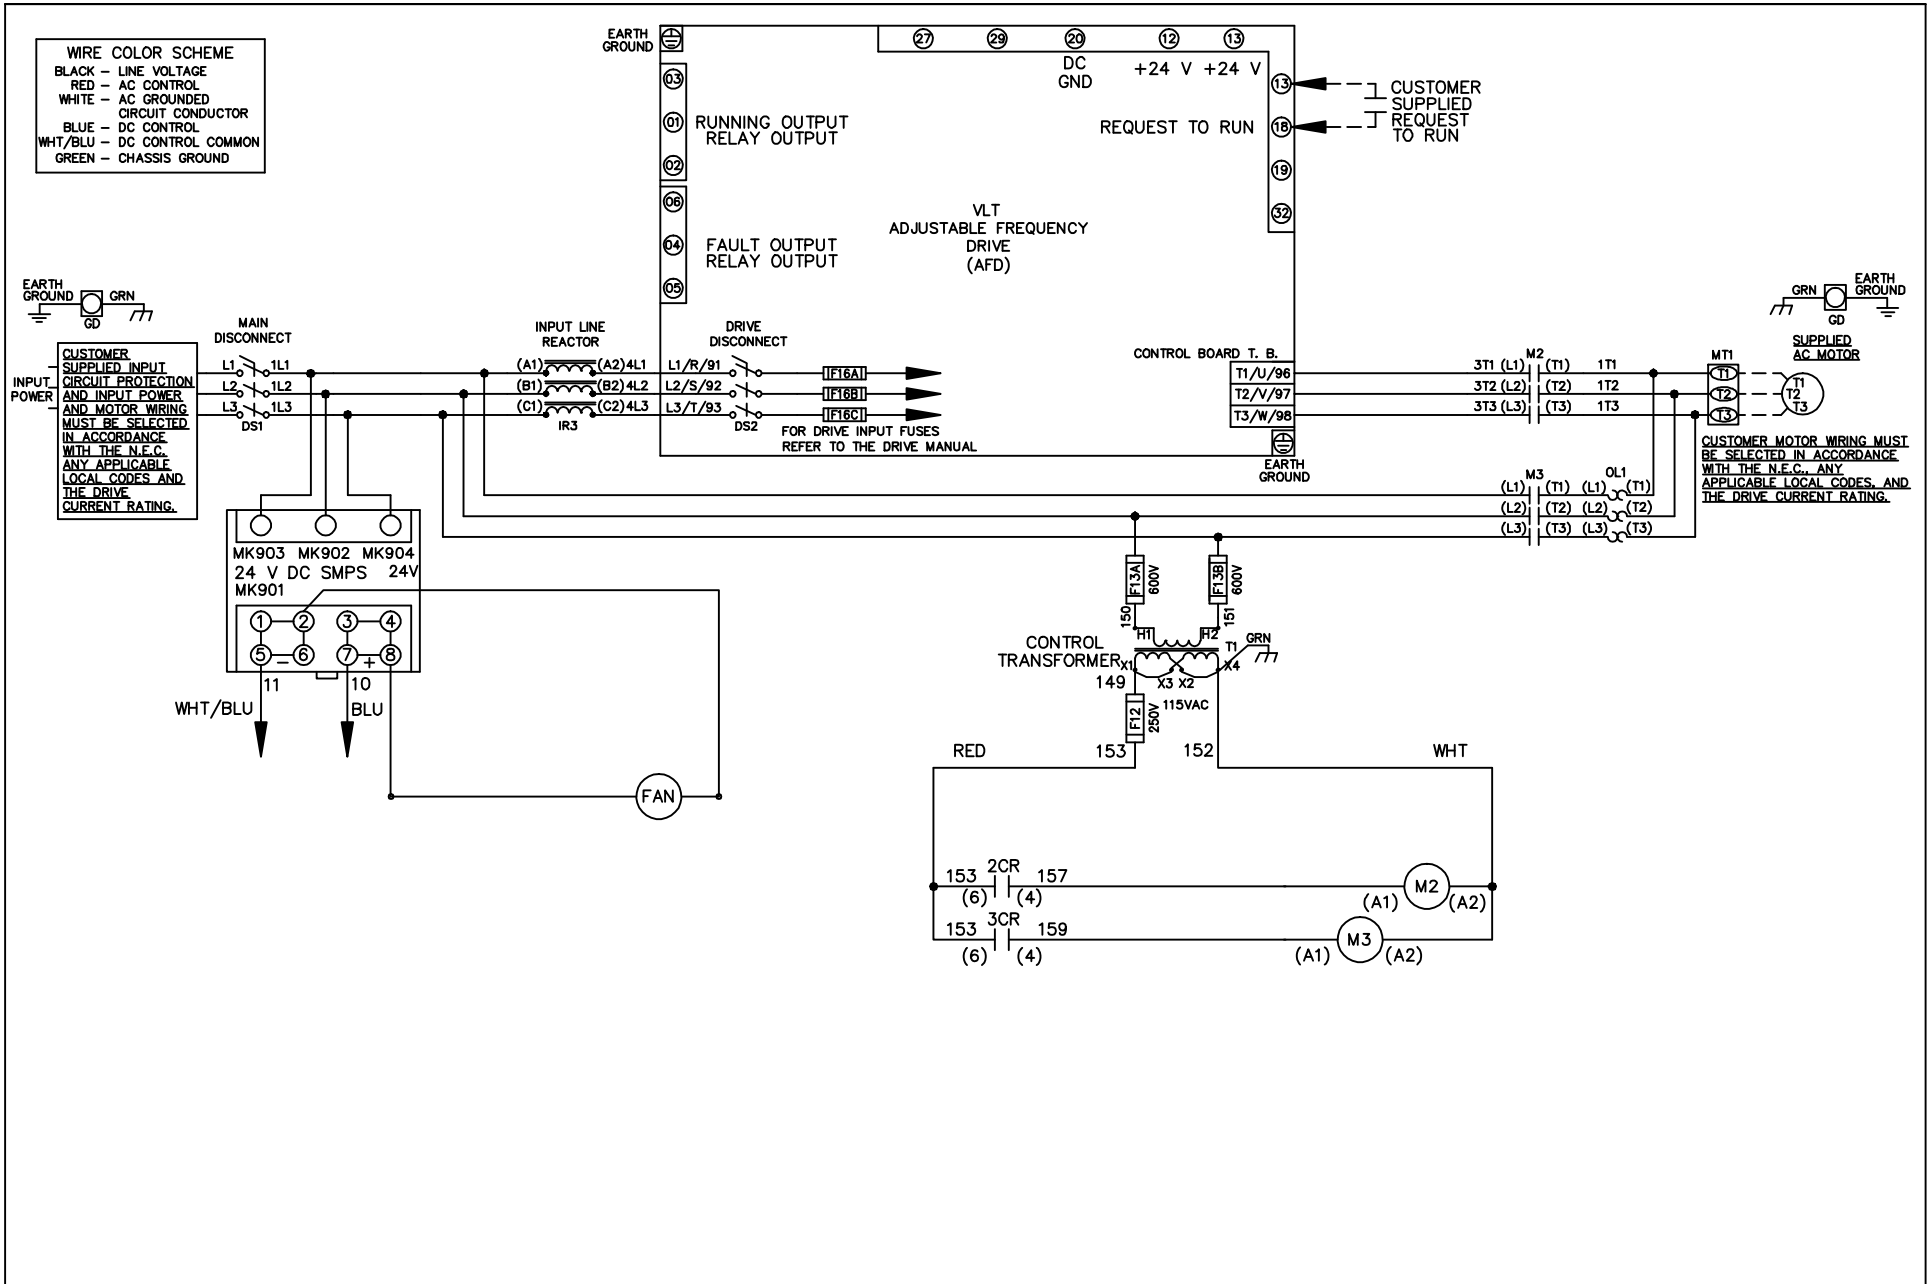 WIRE COLOR SCHEME
BLACK – LINE VOLTAGE
RED – AC CONTROL
WHITE – AC GROUNDED
CIRCUIT CONDUCTOR
BLUE – DC CONTROL
WHT/BLU – DC CONTROL COMMON
GREEN – CHASSIS GROUND
EARTH
GROUND
03
01
02
RUNNING OUTPUT
RELAY OUTPUT
06
04
05
FAULT OUTPUT
RELAY OUTPUT
27 29 20 12 13
DC
GND
+24 V +24 V
13
REQUEST TO RUN 18
19
32
CUSTOMER
SUPPLIED
REQUEST
TO RUN
VLT
ADJUSTABLE FREQUENCY
DRIVE
(AFD)
EARTH
GROUND
GRN
GD
INPUT
POWER
CUSTOMER
SUPPLIED INPUT
CIRCUIT PROTECTION
AND INPUT POWER
AND MOTOR WIRING
MUST BE SELECTED
IN ACCORDANCE
WITH THE N.E.C.
ANY APPLICABLE
LOCAL CODES AND
THE DRIVE
CURRENT RATING.
MAIN
DISCONNECT
L1 1L1
L2 1L2
L3 1L3
DS1
INPUT LINE
REACTOR
(A1) (A2) 4L1
(B1) (B2) 4L2
(C1) (C2) 4L3
IR3
DRIVE
DISCONNECT
L1/R/91
L2/S/92
L3/T/93
DS2
F16A
F16B
F16C
FOR DRIVE INPUT FUSES
REFER TO THE DRIVE MANUAL
CONTROL BOARD T. B.
T1/U/96
T2/V/97
T3/W/98
EARTH
GROUND
M2
3T1 (L1) (T1) 1T1
3T2 (L2) (T2) 1T2
3T3 (L3) (T3) 1T3
MT1
T1
T2
T3
GRN
EARTH
GROUND
GD
SUPPLIED
AC MOTOR
T1
T2
T3
CUSTOMER MOTOR WIRING MUST
BE SELECTED IN ACCORDANCE
WITH THE N.E.C., ANY
APPLICABLE LOCAL CODES, AND
THE DRIVE CURRENT RATING.
M3 OL1
(L1) (T1) (L1) (T1)
(L2) (T2) (L2) (T2)
(L3) (T3) (L3) (T3)
MK903 MK902 MK904
24 V DC SMPS 24V
MK901
1 2 3 4
5 – 6 7 + 8
11 10
WHT/BLU BLU
FAN
F13A
600V
F13B
600V
150
151
H1 H2
CONTROL
TRANSFORMER
T1
GRN
X1 X4
X3 X2
149
F12
250V
115VAC
RED 153 152 WHT
153 2CR 157
(6) (4)
M2
(A1) (A2)
153 3CR 159
(6) (4)
M3
(A1) (A2)